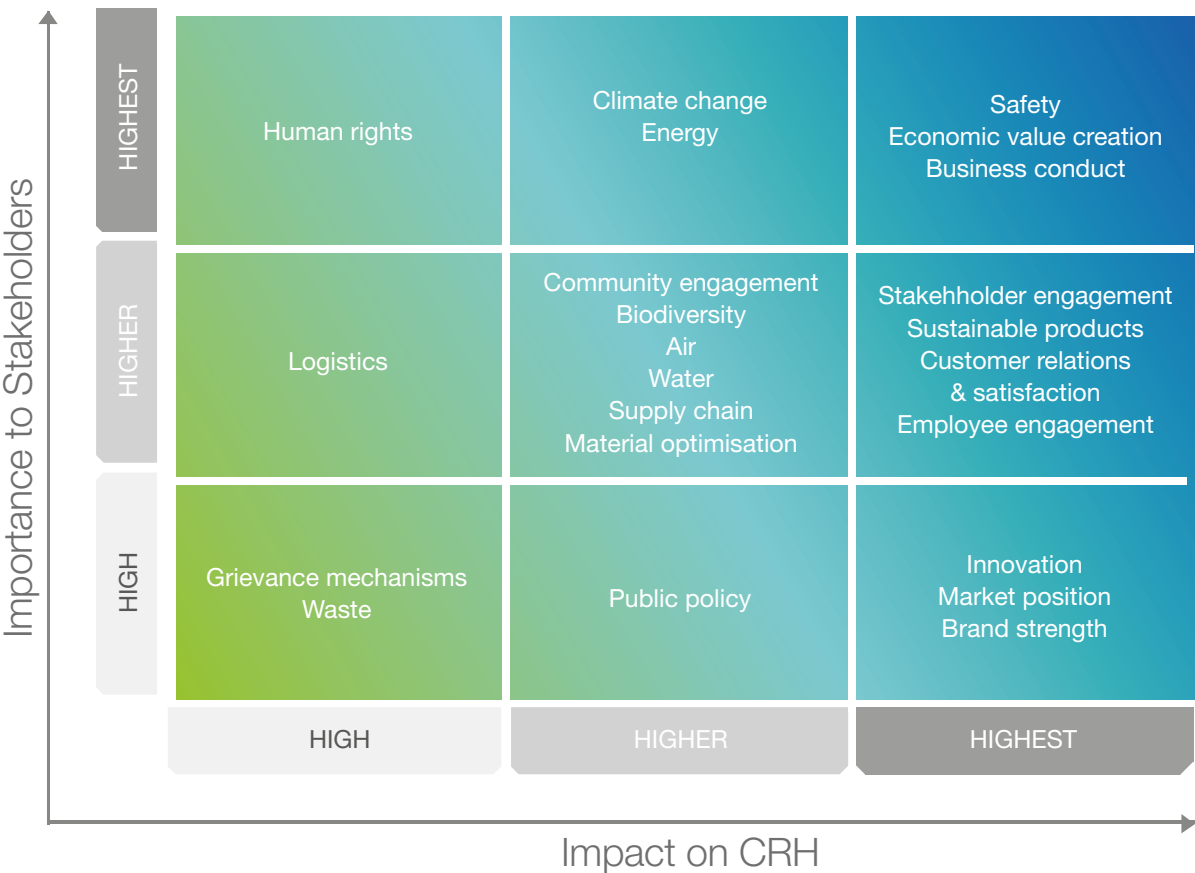 Importance to Stakeholders
HIGHEST
Human rights
Climate change
Energy
Safety
Economic value creation
Business conduct
HIGHER
Logistics
Community engagement
Biodiversity
Air
Water
Supply chain
Material optimisation
Stakehholder engagement
Sustainable products
Customer relations
& satisfaction
Employee engagement
HIGH
Grievance mechanisms
Waste
Public policy
Innovation
Market position
Brand strength
HIGH
HIGHER
HIGHEST
Impact on CRH